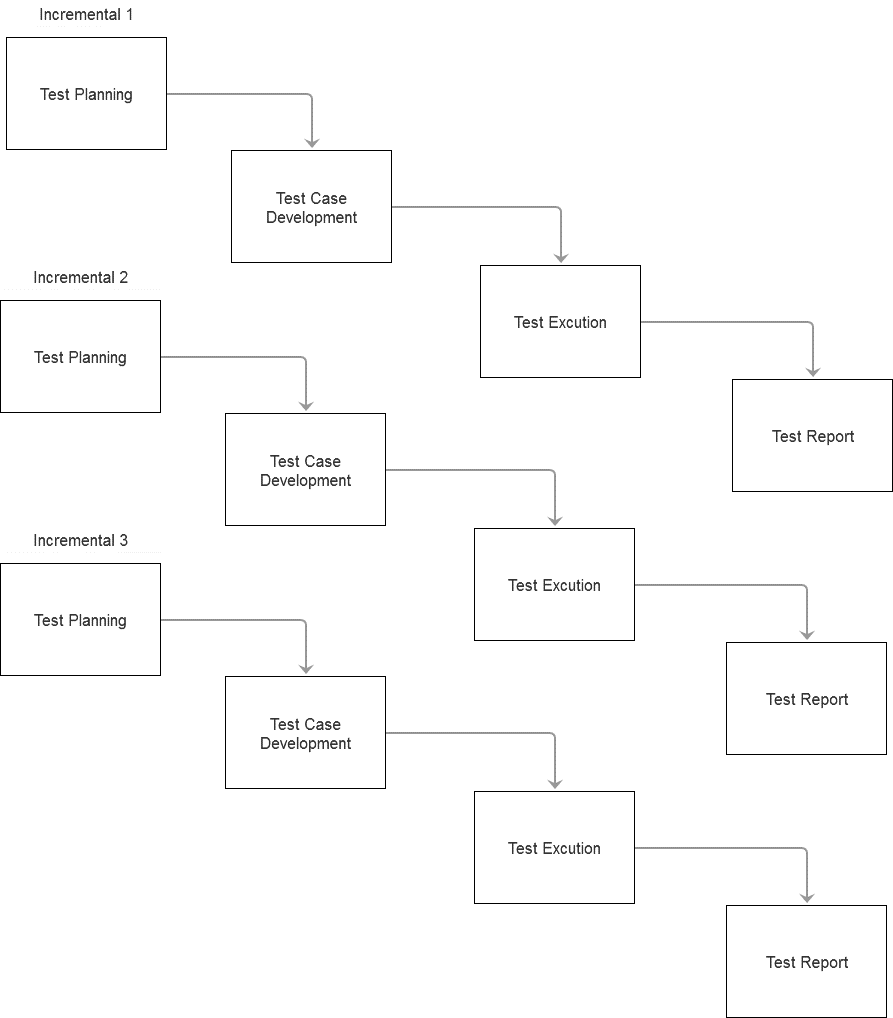 Incremental 1
Test Planning
Test Case
Development
Test Excution
Test Report
Incremental 2
Test Planning
Test Case
Development
Test Excution
Test Report
Incremental 3
Test Planning
Test Case
Development
Test Excution
Test Report